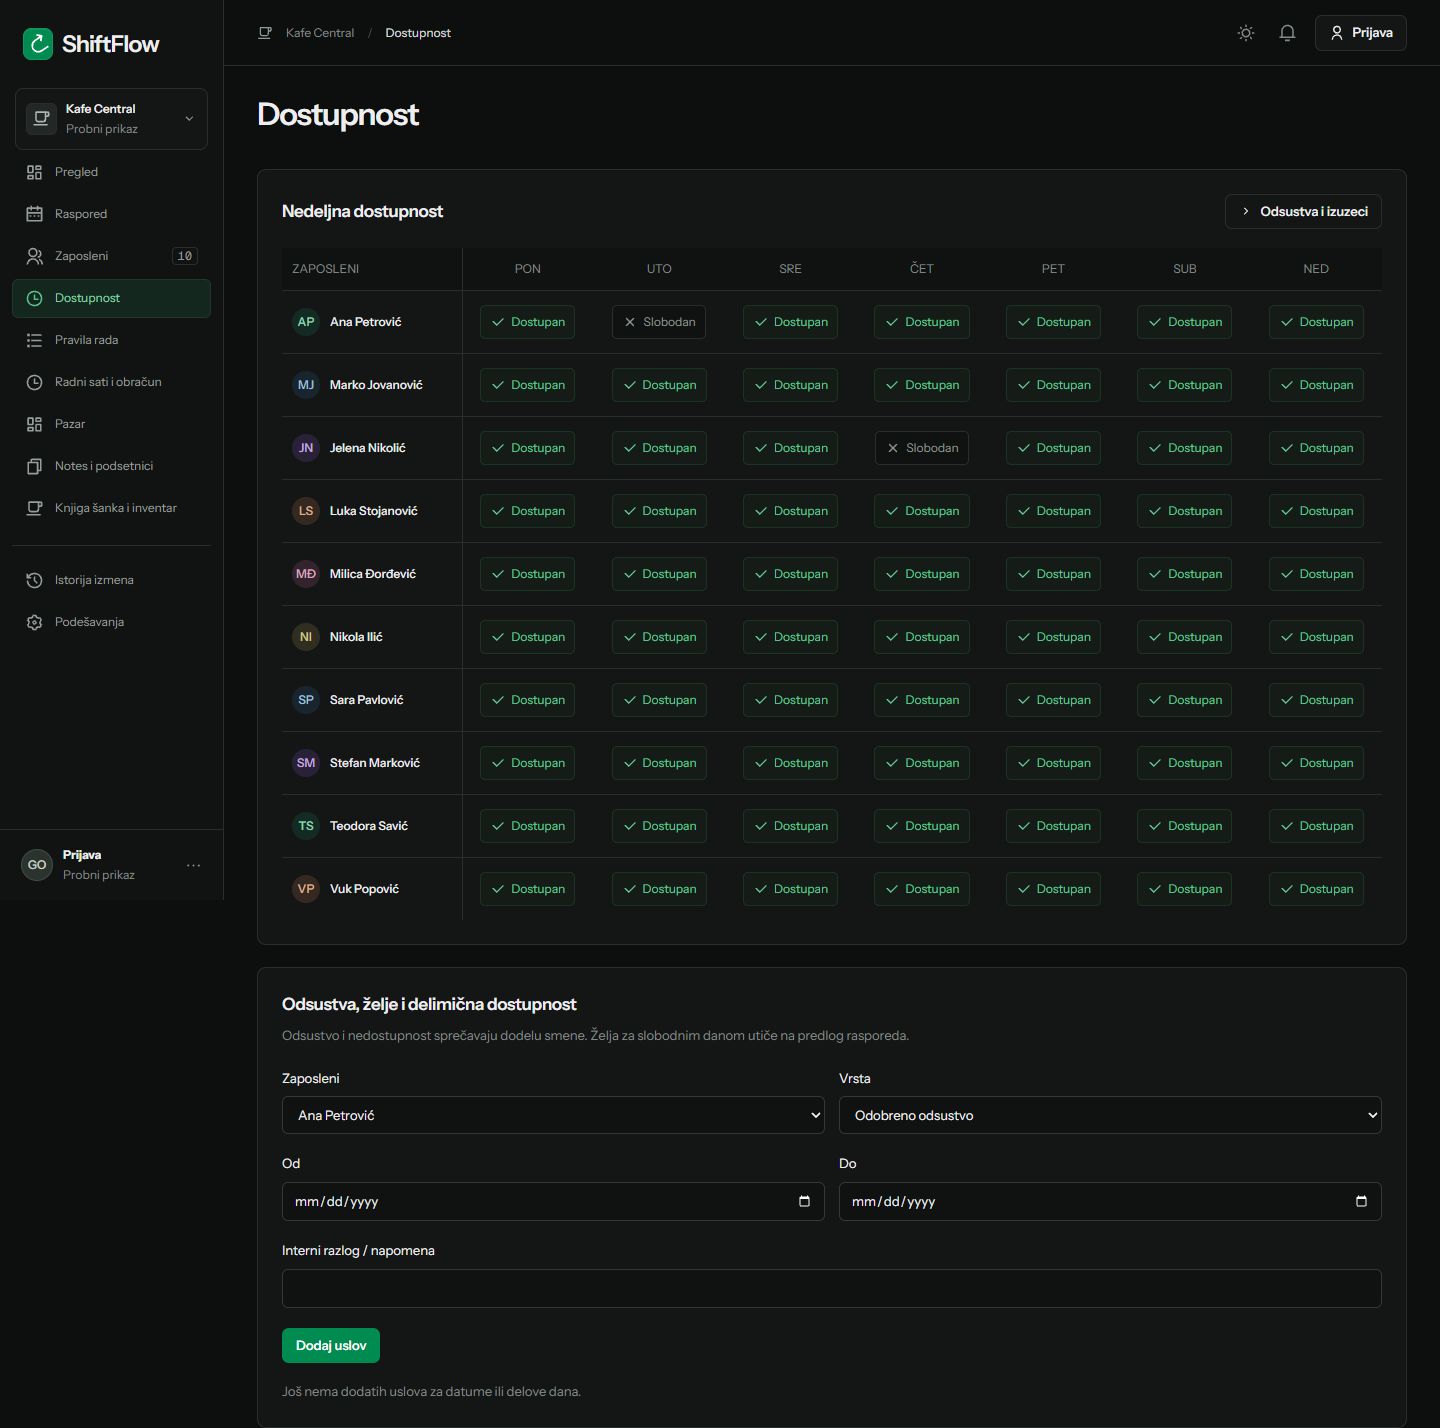 ShiftFlow
Kafe Central
Probni prikaz
Pregled
Raspored
Zaposleni 10
Dostupnost
Pravila rada
Radni sati i obračun
Pazar
Notes i podsetnici
Knjiga šanka i inventar
Istorija izmena
Podešavanja
GO Prijava
Probni prikaz
Kafe Central / Dostupnost
Prijava
Dostupnost
Nedeljna dostupnost
Odsustva i izuzeci
ZAPOSLENI PON UTO SRE ČET PET SUB NED
AP Ana Petrović Dostupan Slobodan Dostupan Dostupan Dostupan Dostupan Dostupan
MJ Marko Jovanović Dostupan Dostupan Dostupan Dostupan Dostupan Dostupan Dostupan
JN Jelena Nikolić Dostupan Dostupan Dostupan Slobodan Dostupan Dostupan Dostupan
LS Luka Stojanović Dostupan Dostupan Dostupan Dostupan Dostupan Dostupan Dostupan
MĐ Milica Đorđević Dostupan Dostupan Dostupan Dostupan Dostupan Dostupan Dostupan
NI Nikola Ilić Dostupan Dostupan Dostupan Dostupan Dostupan Dostupan Dostupan
SP Sara Pavlović Dostupan Dostupan Dostupan Dostupan Dostupan Dostupan Dostupan
SM Stefan Marković Dostupan Dostupan Dostupan Dostupan Dostupan Dostupan Dostupan
TS Teodora Savić Dostupan Dostupan Dostupan Dostupan Dostupan Dostupan Dostupan
VP Vuk Popović Dostupan Dostupan Dostupan Dostupan Dostupan Dostupan Dostupan
Odsustva, želje i delimična dostupnost
Odsustvo i nedostupnost sprečavaju dodelu smene. Želja za slobodnim danom utiče na predlog rasporeda.
Zaposleni Vrsta
Ana Petrović Odobreno odsustvo
Od Do
mm/dd/yyyy mm/dd/yyyy
Interni razlog / napomena
Dodaj uslov
Još nema dodatih uslova za datume ili delove dana.